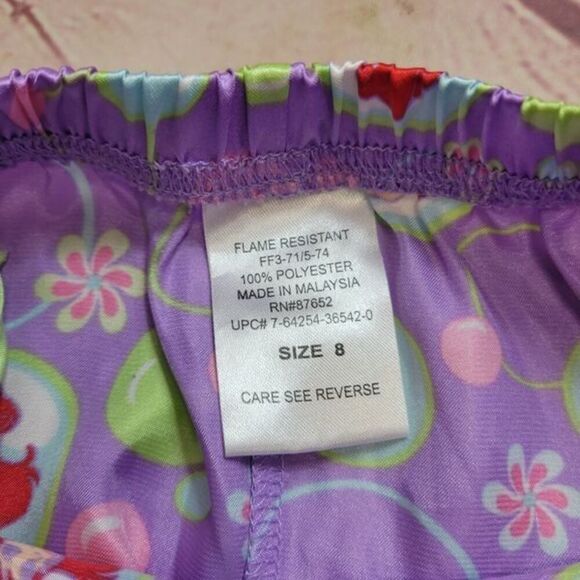 FLAME RESISTANT
FF3-71/5-74
100% POLYESTER
MADE IN MALAYSIA
RN#87652
UPC# 7-64254-36542-0
SIZE 8
CARE SEE REVERSE